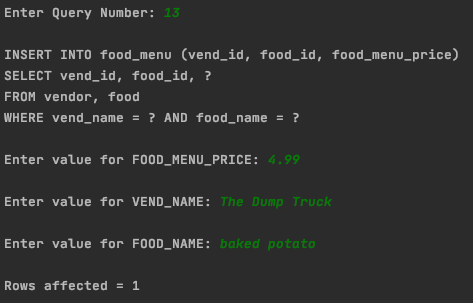 Enter Query Number: 13
INSERT INTO food_menu (vend_id, food_id, food_menu_price)
SELECT vend_id, food_id, ?
FROM vendor, food
WHERE vend_name = ? AND food_name = ?
Enter value for FOOD_MENU_PRICE: 4.99
Enter value for VEND_NAME: The Dump Truck
Enter value for FOOD_NAME: baked potato
Rows affected = 1